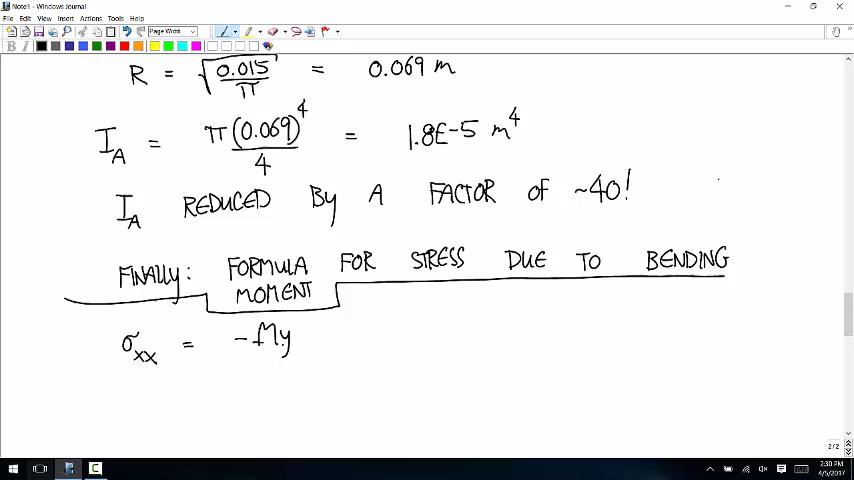 Note1 - Windows Journal
File Edit View Insert Actions Tools Help
Page Width
B I
R = √0.015/π = 0.069 m
I_A = π(0.069)^4/4 = 1.8E-5 m^4
I_A REDUCED By A FACTOR OF ~40!
FINALLY: FORMULA FOR STRESS DUE TO BENDING
MOMENT
σ_xx = -My
2/2
2:30 PM
4/5/2017